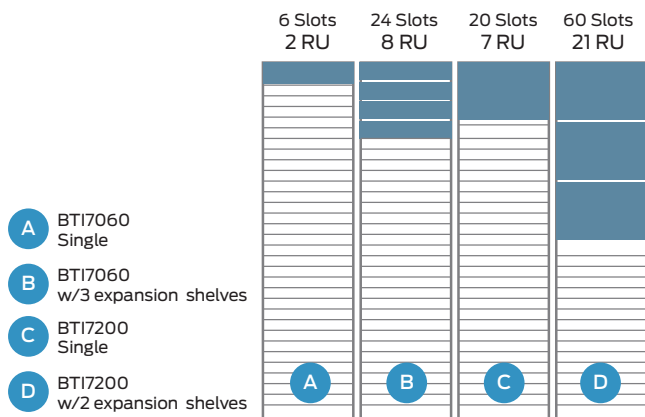 6 Slots
2 RU
24 Slots
8 RU
20 Slots
7 RU
60 Slots
21 RU
A
BTI7060
Single
B
BTI7060
w/3 expansion shelves
C
BTI7200
Single
D
BTI7200
w/2 expansion shelves
A
B
C
D